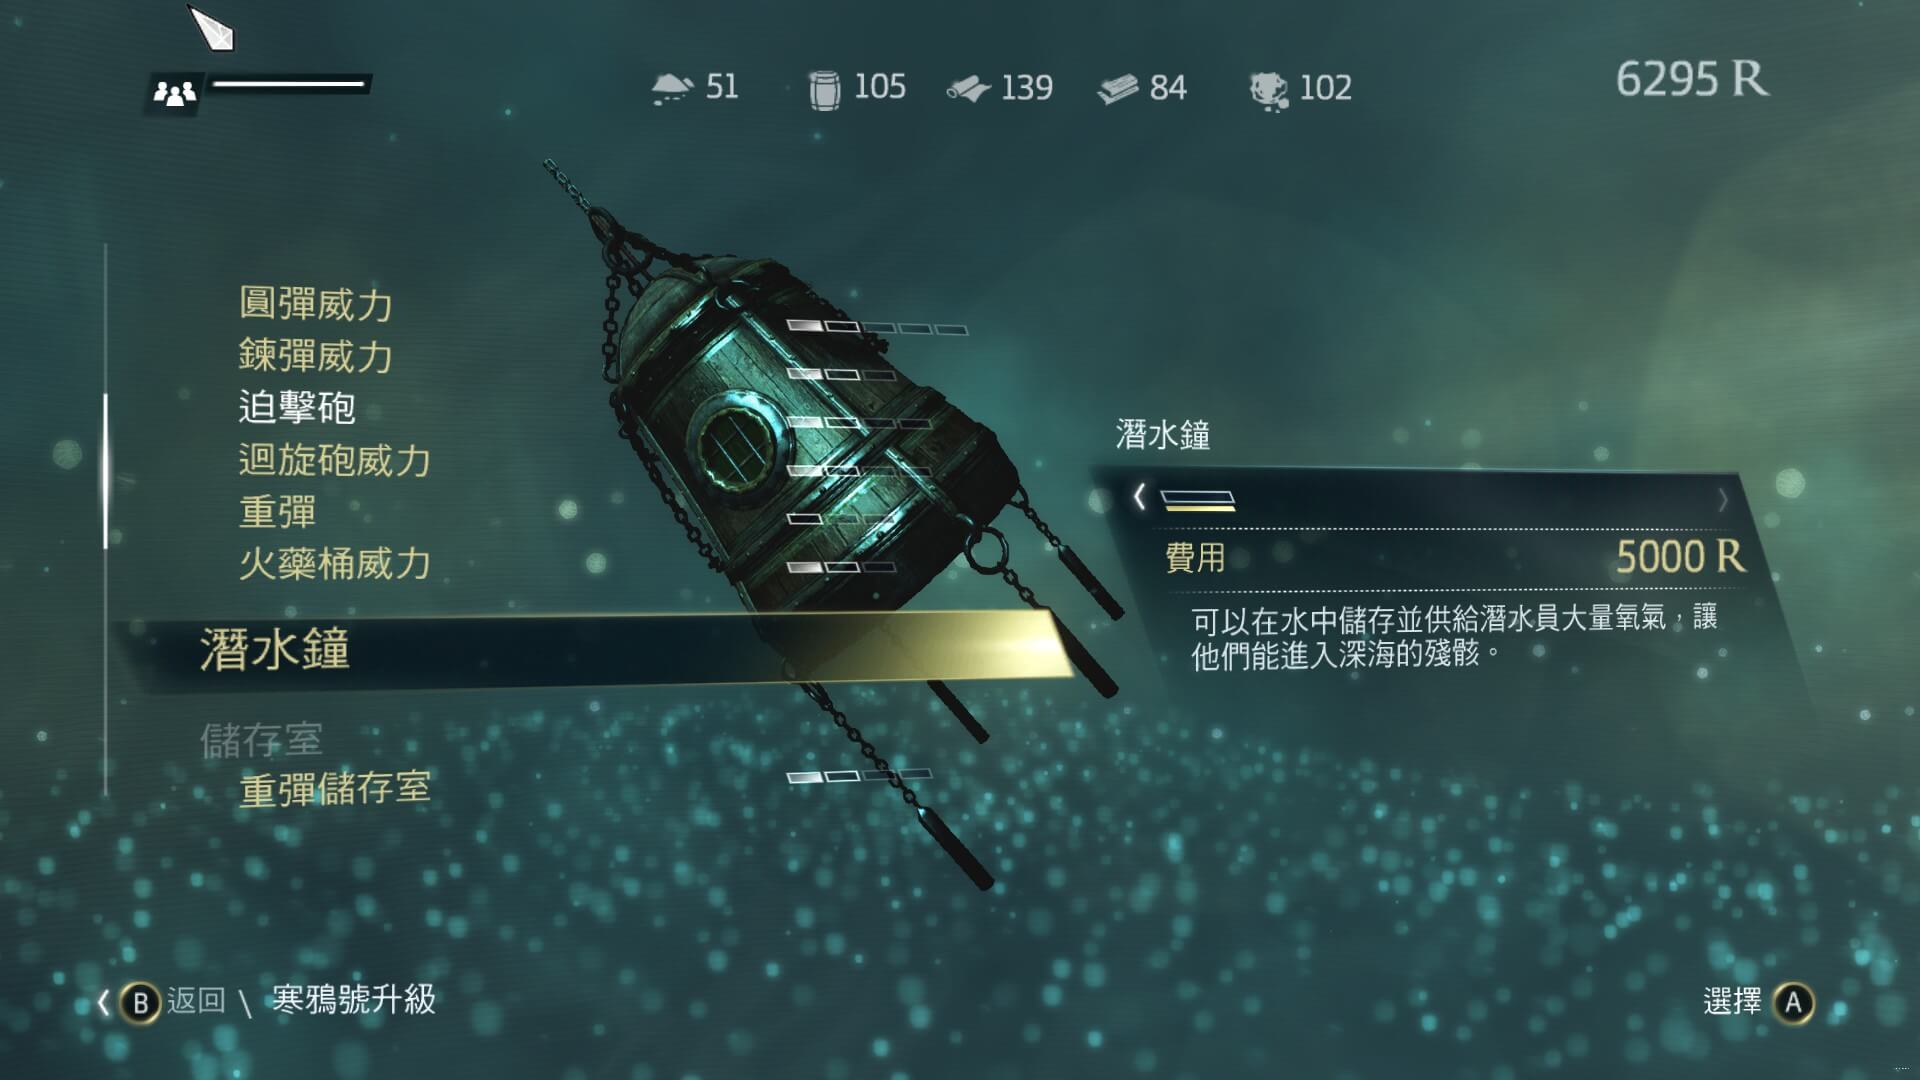 51 105 139 84 102 6295 R
圓彈威力
鍊彈威力
迫擊砲
迴旋砲威力
重彈
火藥桶威力
潛水鐘
儲存室
重彈儲存室
潛水鐘
費用 5000 R
可以在水中儲存並供給潛水員大量氧氣，讓
他們能進入深海的殘骸。
B 返回 \ 寒鴉號升級
選擇 A